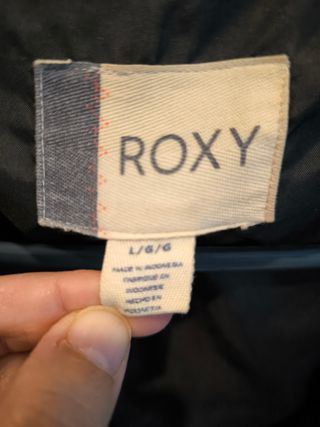 ROXY
L/G/G
MADE IN INDONESIA
FABRIQUÉ EN
INDONESIE
HECHO EN
INDONESIA